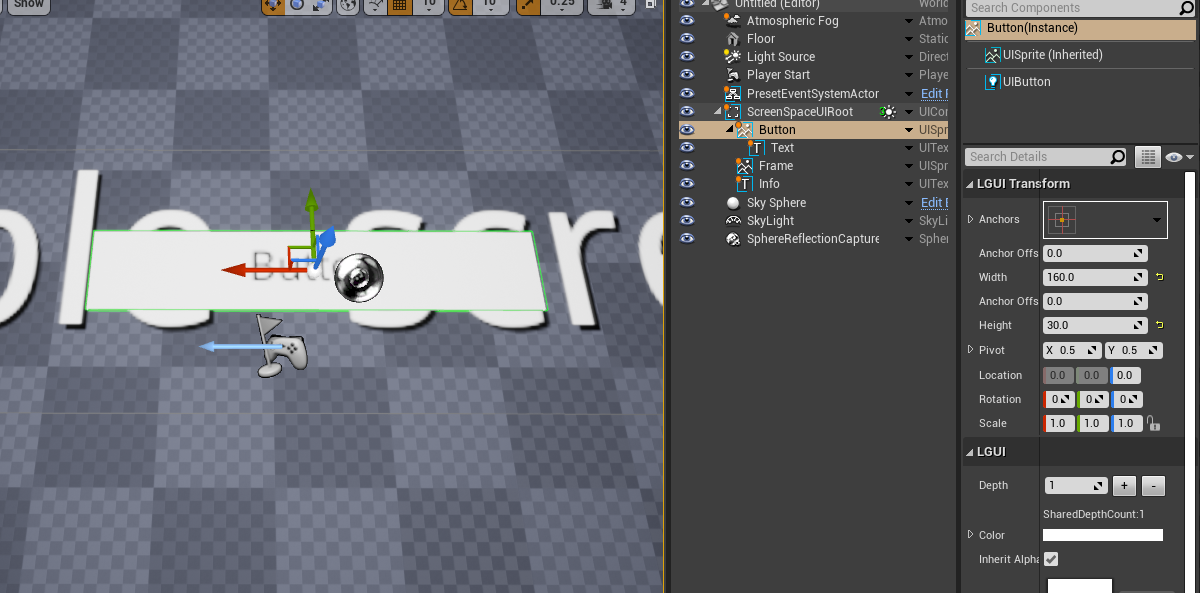 Show
10
10
0.25
4
Untitled (Editor)
World
Atmospheric Fog
Atmo
Floor
Static
Light Source
Direct
Player Start
Playe
PresetEventSystemActor
Edit P
ScreenSpaceUIRoot
UICon
Button
UISpr
Text
UITex
Frame
UISpr
Info
UITex
Sky Sphere
Edit P
SkyLight
SkyLi
SphereReflectionCapture
Spher
Search Components
Button(Instance)
UISprite (Inherited)
UIButton
Search Details
LGUI Transform
Anchors
Anchor Offs 0.0
Width 160.0
Anchor Offs 0.0
Height 30.0
Pivot X 0.5 Y 0.5
Location 0.0 0.0 0.0
Rotation 0 0 0
Scale 1.0 1.0 1.0
LGUI
Depth 1 + -
SharedDepthCount:1
Color
Inherit Alpha
ple scre